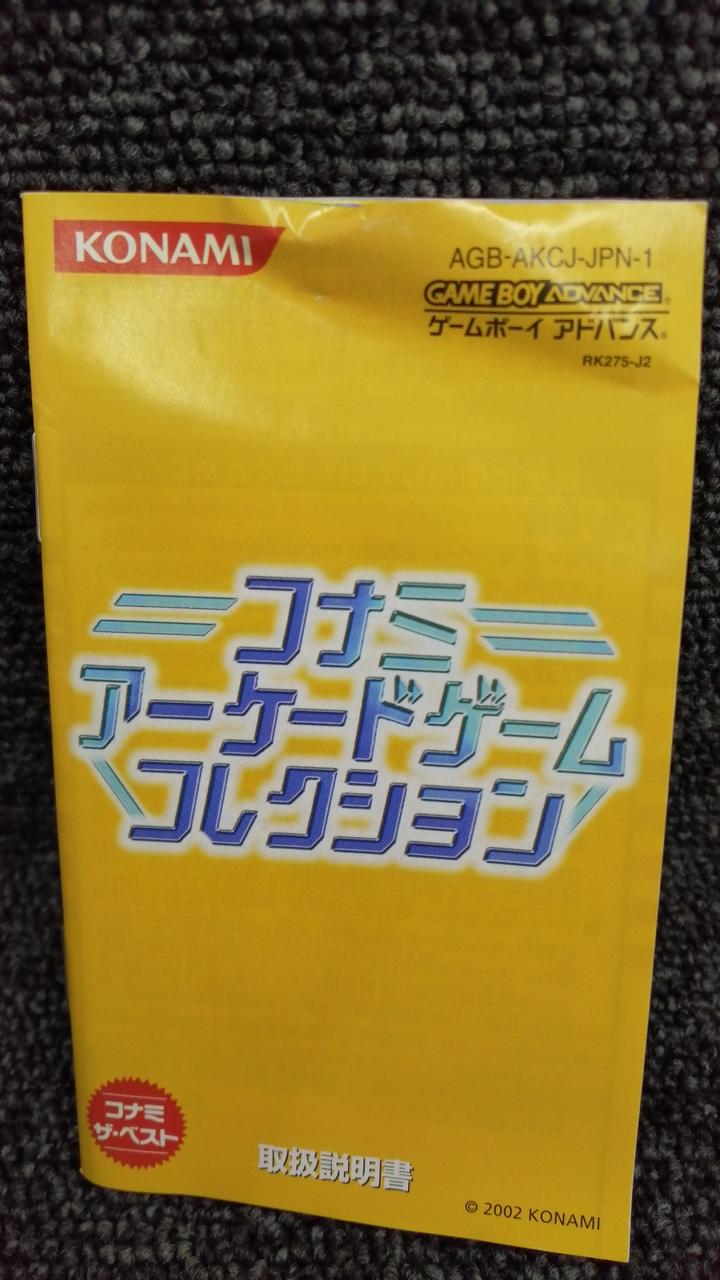 KONAMI
AGB-AKCJ-JPN-1
GAME BOY ADVANCE®
ゲームボーイ アドバンス®
RK275-J2
コナミ
アーケードゲーム
コレクション
コナミ
ザ・ベスト
取扱説明書
© 2002 KONAMI